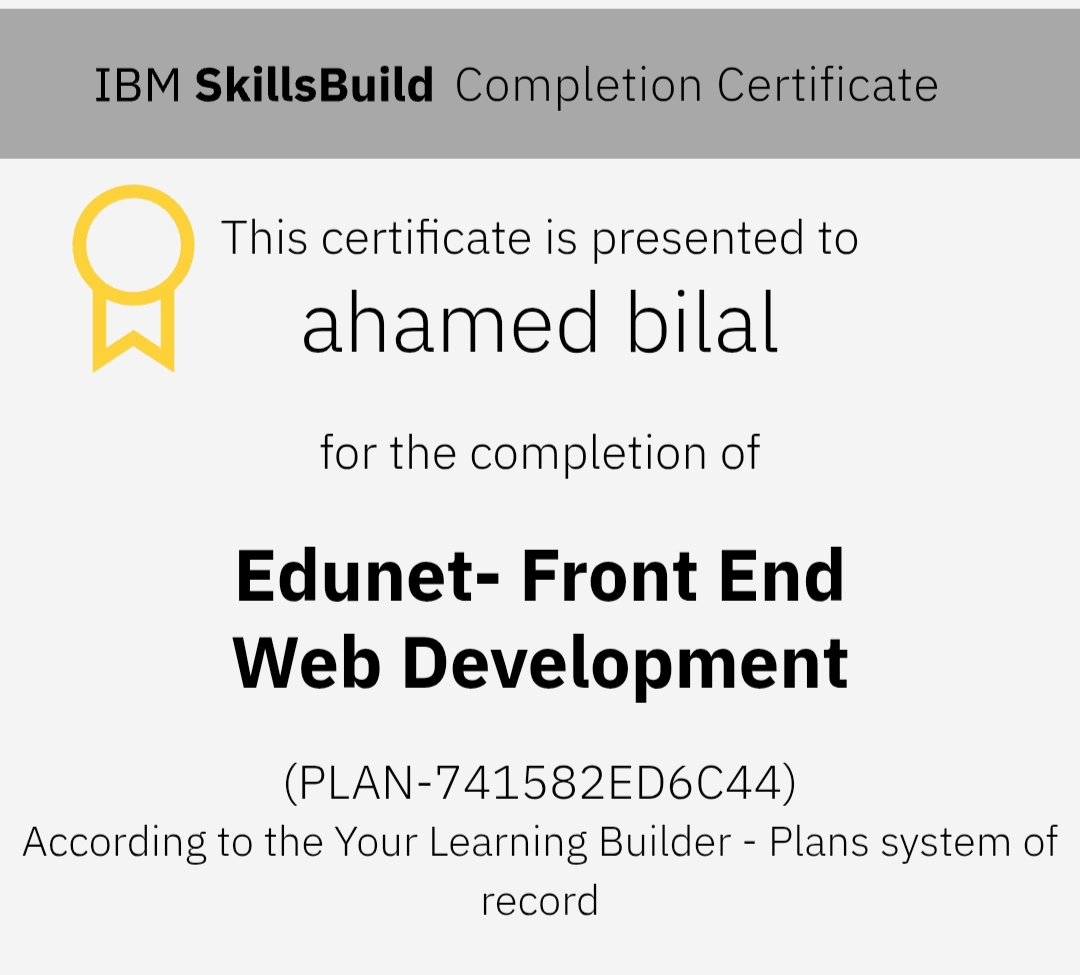 IBM SkillsBuild Completion Certificate
This certificate is presented to
ahamed bilal
for the completion of
Edunet- Front End
Web Development
(PLAN-741582ED6C44)
According to the Your Learning Builder - Plans system of
record